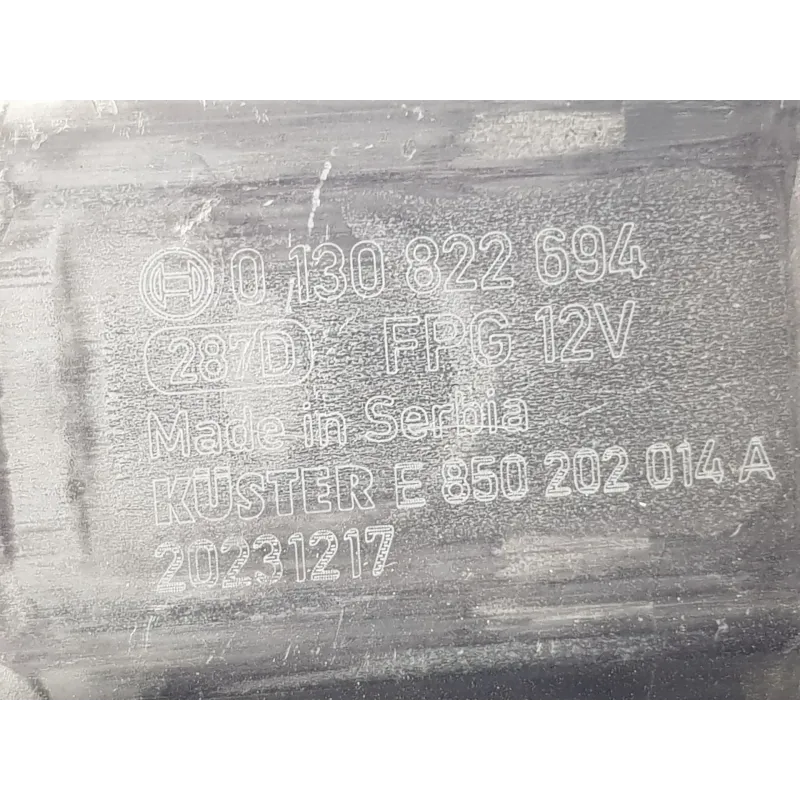 0 130 822 694
287D FPG 12V
Made in Serbia
KÜSTER E 850 202 014 A
20231217